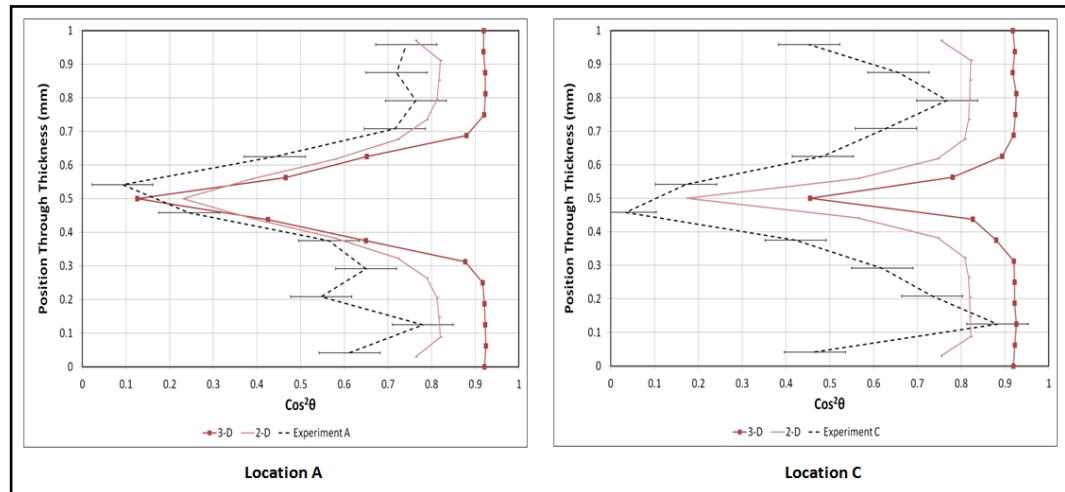 Position Through Thickness (mm)
1
0.9
0.8
0.7
0.6
0.5
0.4
0.3
0.2
0.1
0
0 0.1 0.2 0.3 0.4 0.5 0.6 0.7 0.8 0.9 1
Cos²θ
3-D 2-D Experiment A
Location A
Position Through Thickness (mm)
1
0.9
0.8
0.7
0.6
0.5
0.4
0.3
0.2
0.1
0
0 0.1 0.2 0.3 0.4 0.5 0.6 0.7 0.8 0.9 1
Cos²θ
3-D 2-D Experiment C
Location C